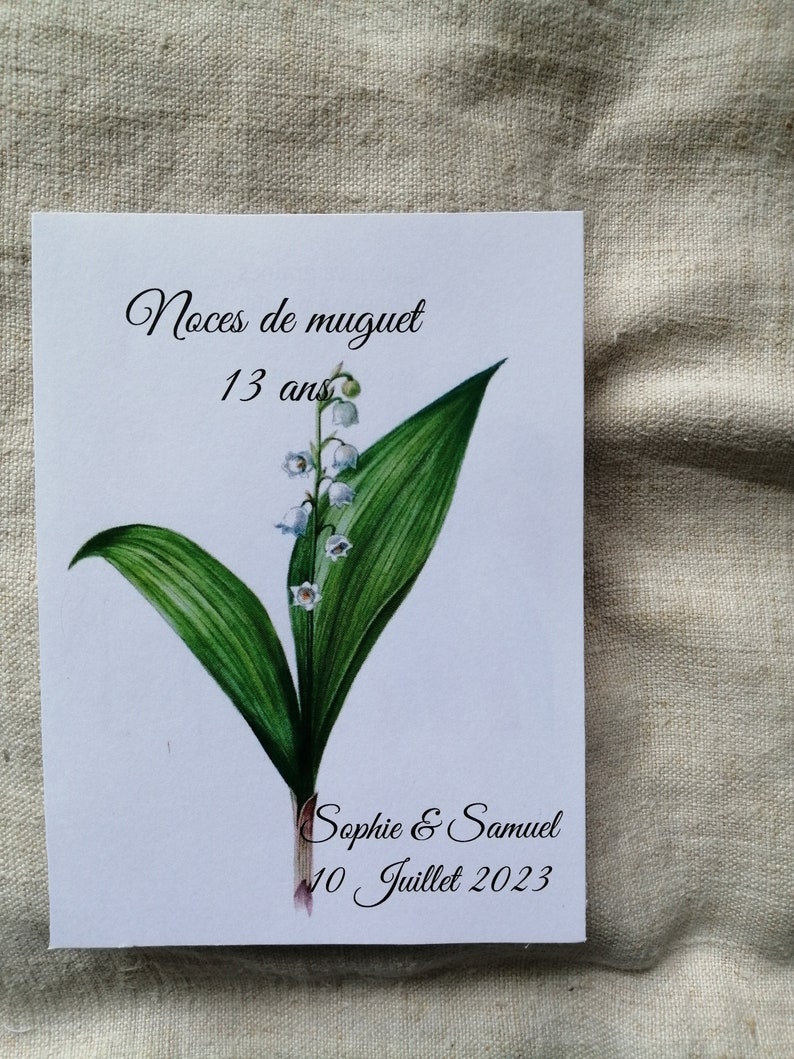 Noces de muguet
13 ans
Sophie & Samuel
10 Juillet 2023